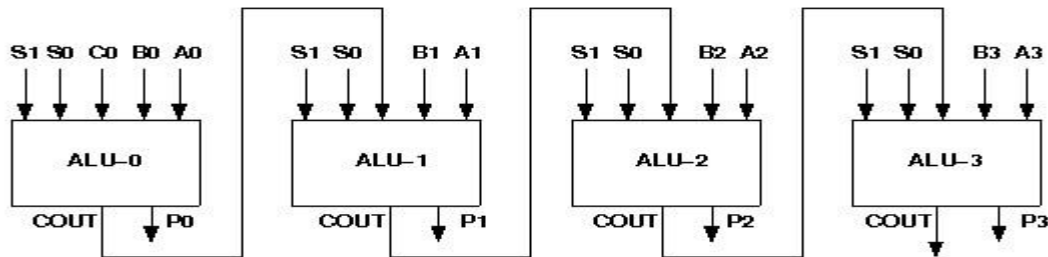 S1 S0 C0 B0 A0 S1 S0 B1 A1 S1 S0 B2 A2 S1 S0 B3 A3
ALU-0 ALU-1 ALU-2 ALU-3
COUT P0 COUT P1 COUT P2 COUT P3